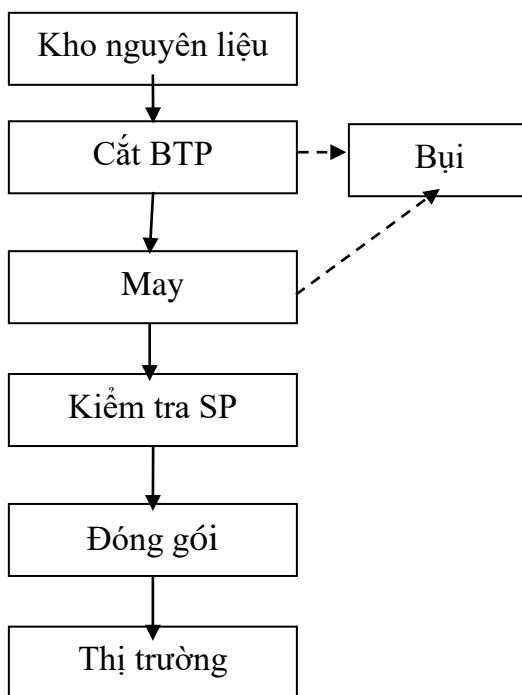 Kho nguyên liệu
Cắt BTP
Bụi
May
Kiểm tra SP
Đóng gói
Thị trường